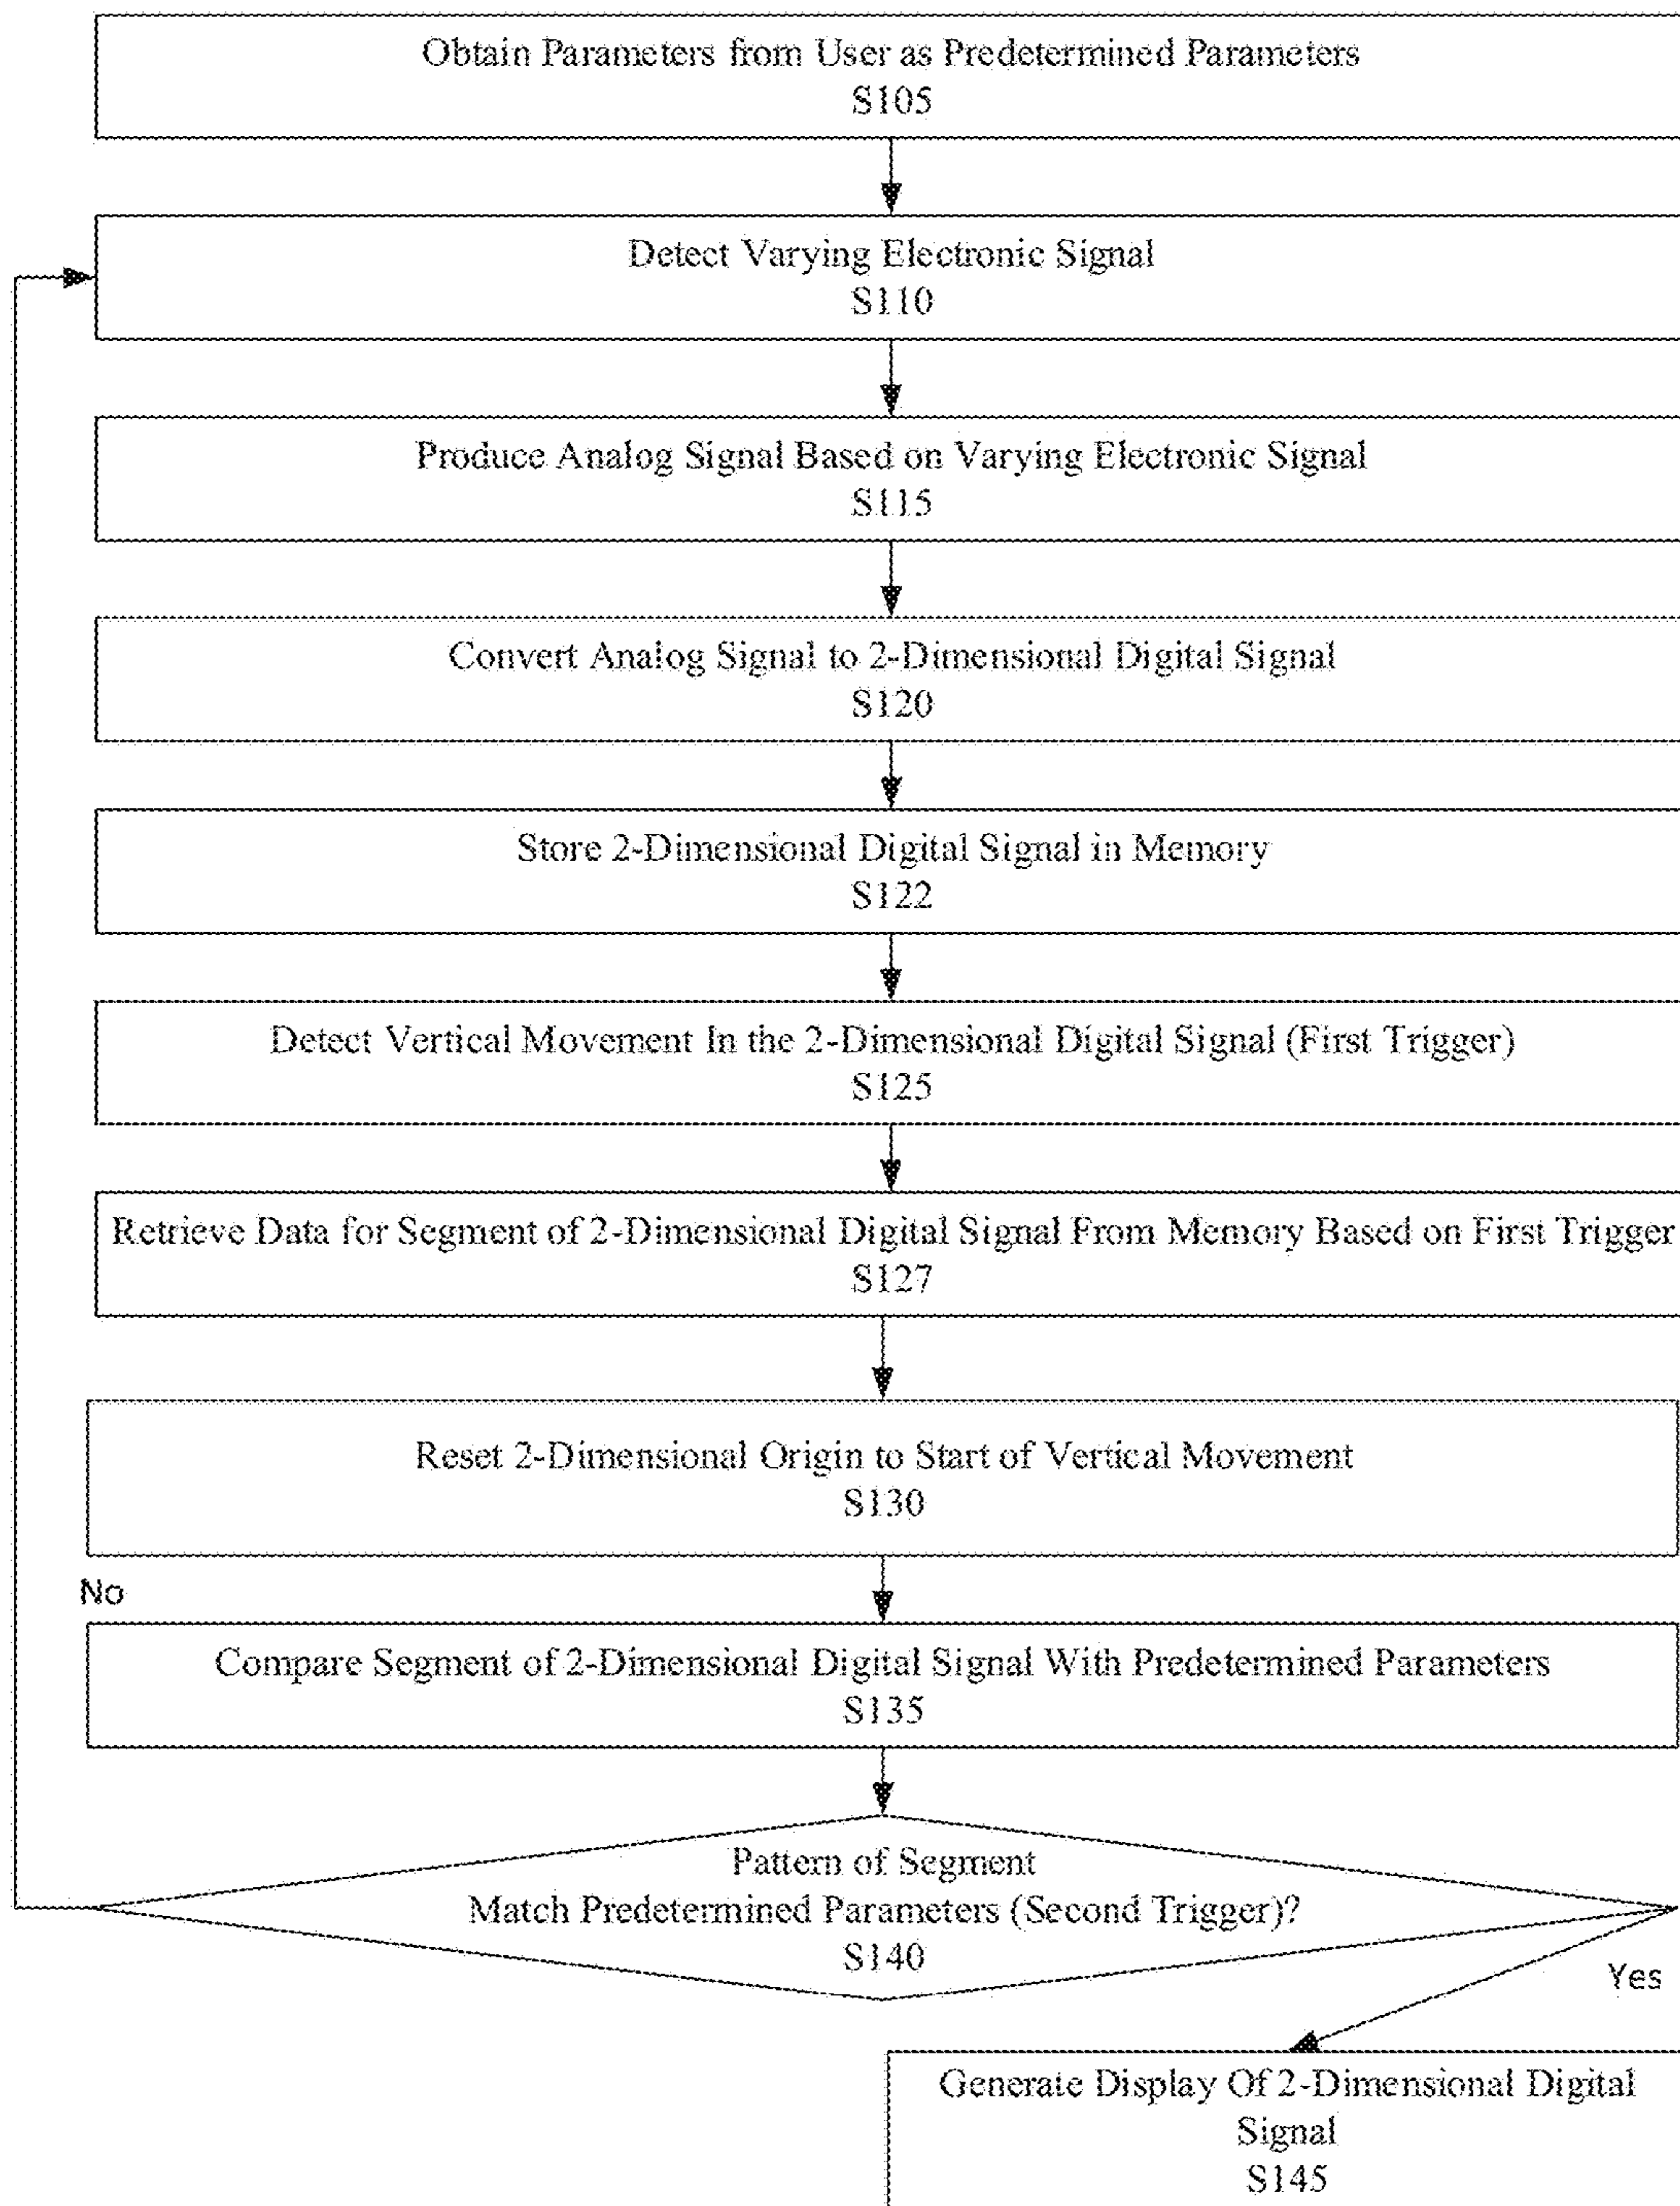 Obtain Parameters from User as Predetermined Parameters
S105
Detect Varying Electronic Signal
S110
Produce Analog Signal Based on Varying Electronic Signal
S115
Convert Analog Signal to 2-Dimensional Digital Signal
S120
Store 2-Dimensional Digital Signal in Memory
S122
Detect Vertical Movement In the 2-Dimensional Digital Signal (First Trigger)
S125
Retrieve Data for Segment of 2-Dimensional Digital Signal From Memory Based on First Trigger
S127
Reset 2-Dimensional Origin to Start of Vertical Movement
S130
No
Compare Segment of 2-Dimensional Digital Signal With Predetermined Parameters
S135
Pattern of Segment
Match Predetermined Parameters (Second Trigger)?
S140
Yes
Generate Display Of 2-Dimensional Digital
Signal
S145